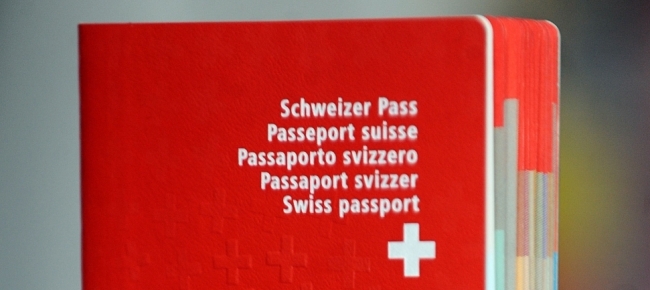 Schweizer Pass
Passeport suisse
Passaporto svizzero
Passaport svizzer
Swiss passport